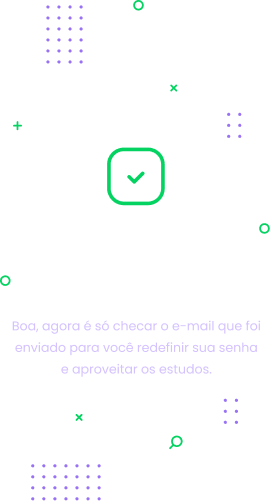 Boa, agora é só checar o e-mail que foi
enviado para você redefinir sua senha
e aproveitar os estudos.